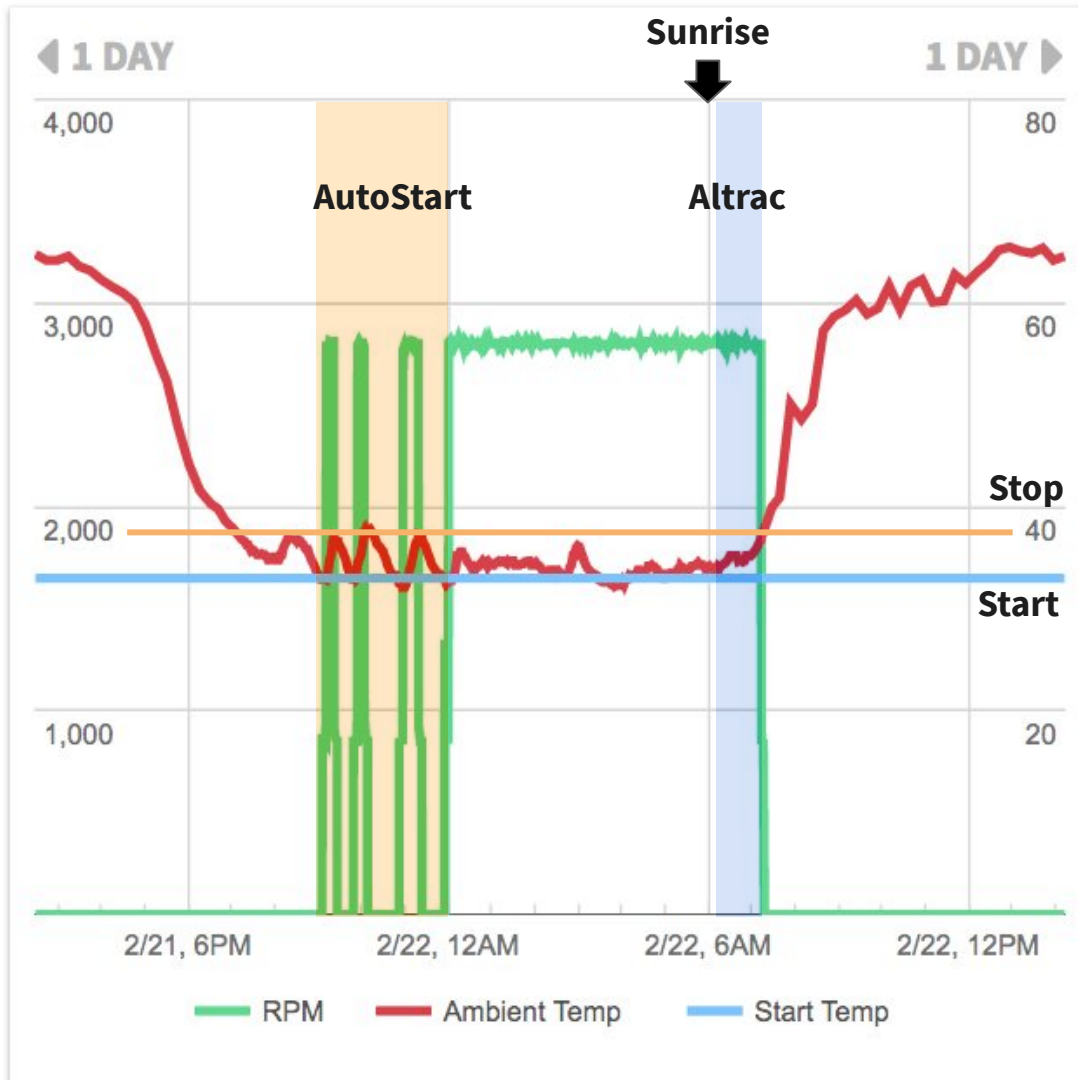 Sunrise
1 DAY
1 DAY
4,000
80
AutoStart
Altrac
3,000
60
Stop
2,000
40
Start
1,000
20
2/21, 6PM
2/22, 12AM
2/22, 6AM
2/22, 12PM
RPM
Ambient Temp
Start Temp